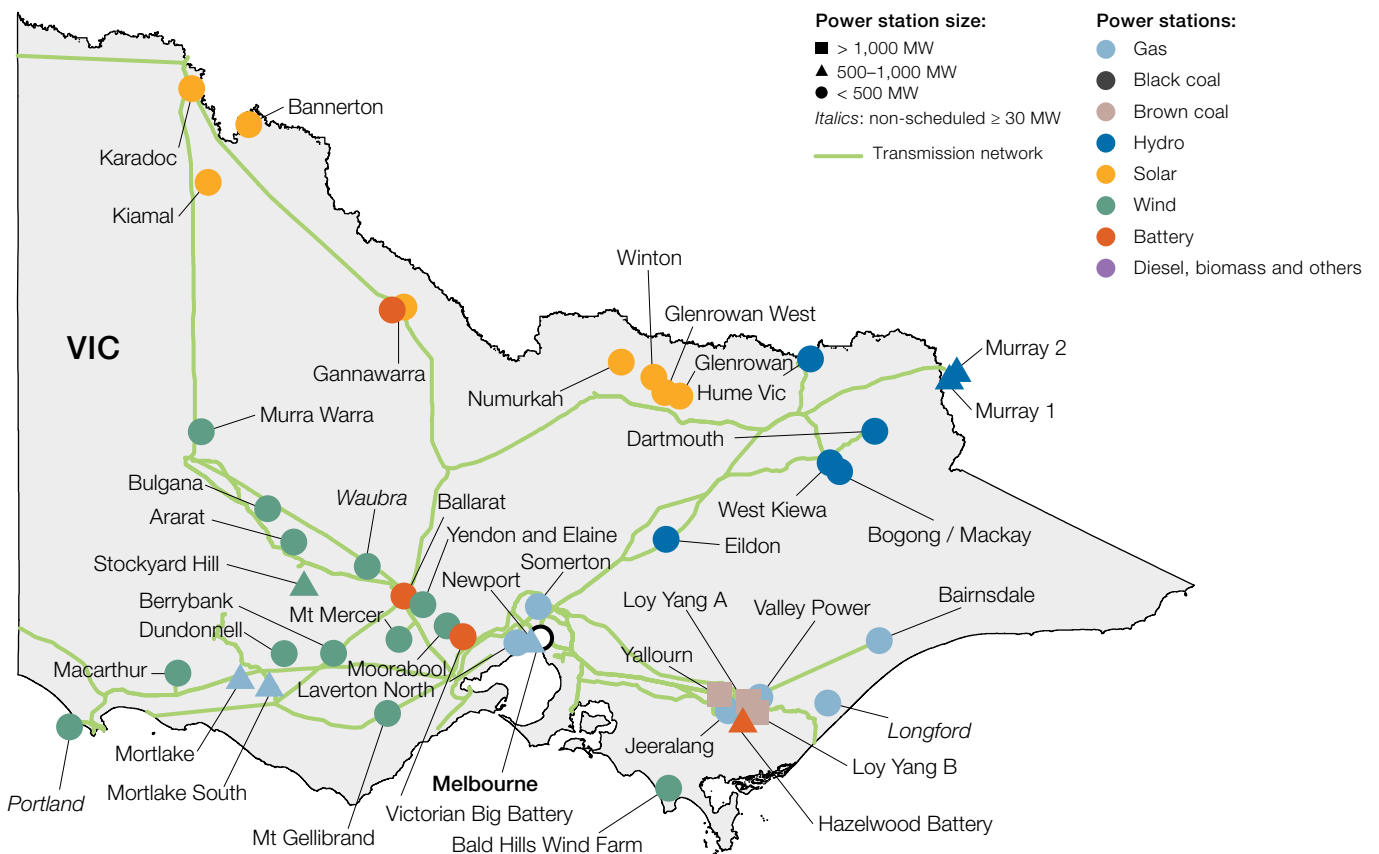 Power station size:
> 1,000 MW
500–1,000 MW
< 500 MW
Italics: non-scheduled ≥ 30 MW
Transmission network
Power stations:
Gas
Black coal
Brown coal
Hydro
Solar
Wind
Battery
Diesel, biomass and others
Bannerton
Karadoc
Kiamal
Winton
Glenrowan West
VIC
Murray 2
Glenrowan
Gannawarra
Hume Vic
Numurkah
Murray 1
Murra Warra
Dartmouth
Bulgana
Waubra
Ballarat
Ararat
West Kiewa
Yendon and Elaine
Bogong / Mackay
Eildon
Stockyard Hill
Somerton
Newport
Berrybank
Loy Yang A
Valley Power
Bairnsdale
Mt Mercer
Dundonnell
Yallourn
Macarthur
Moorabool
Laverton North
Longford
Jeeralang
Mortlake
Loy Yang B
Melbourne
Mortlake South
Portland
Victorian Big Battery
Hazelwood Battery
Mt Gellibrand
Bald Hills Wind Farm